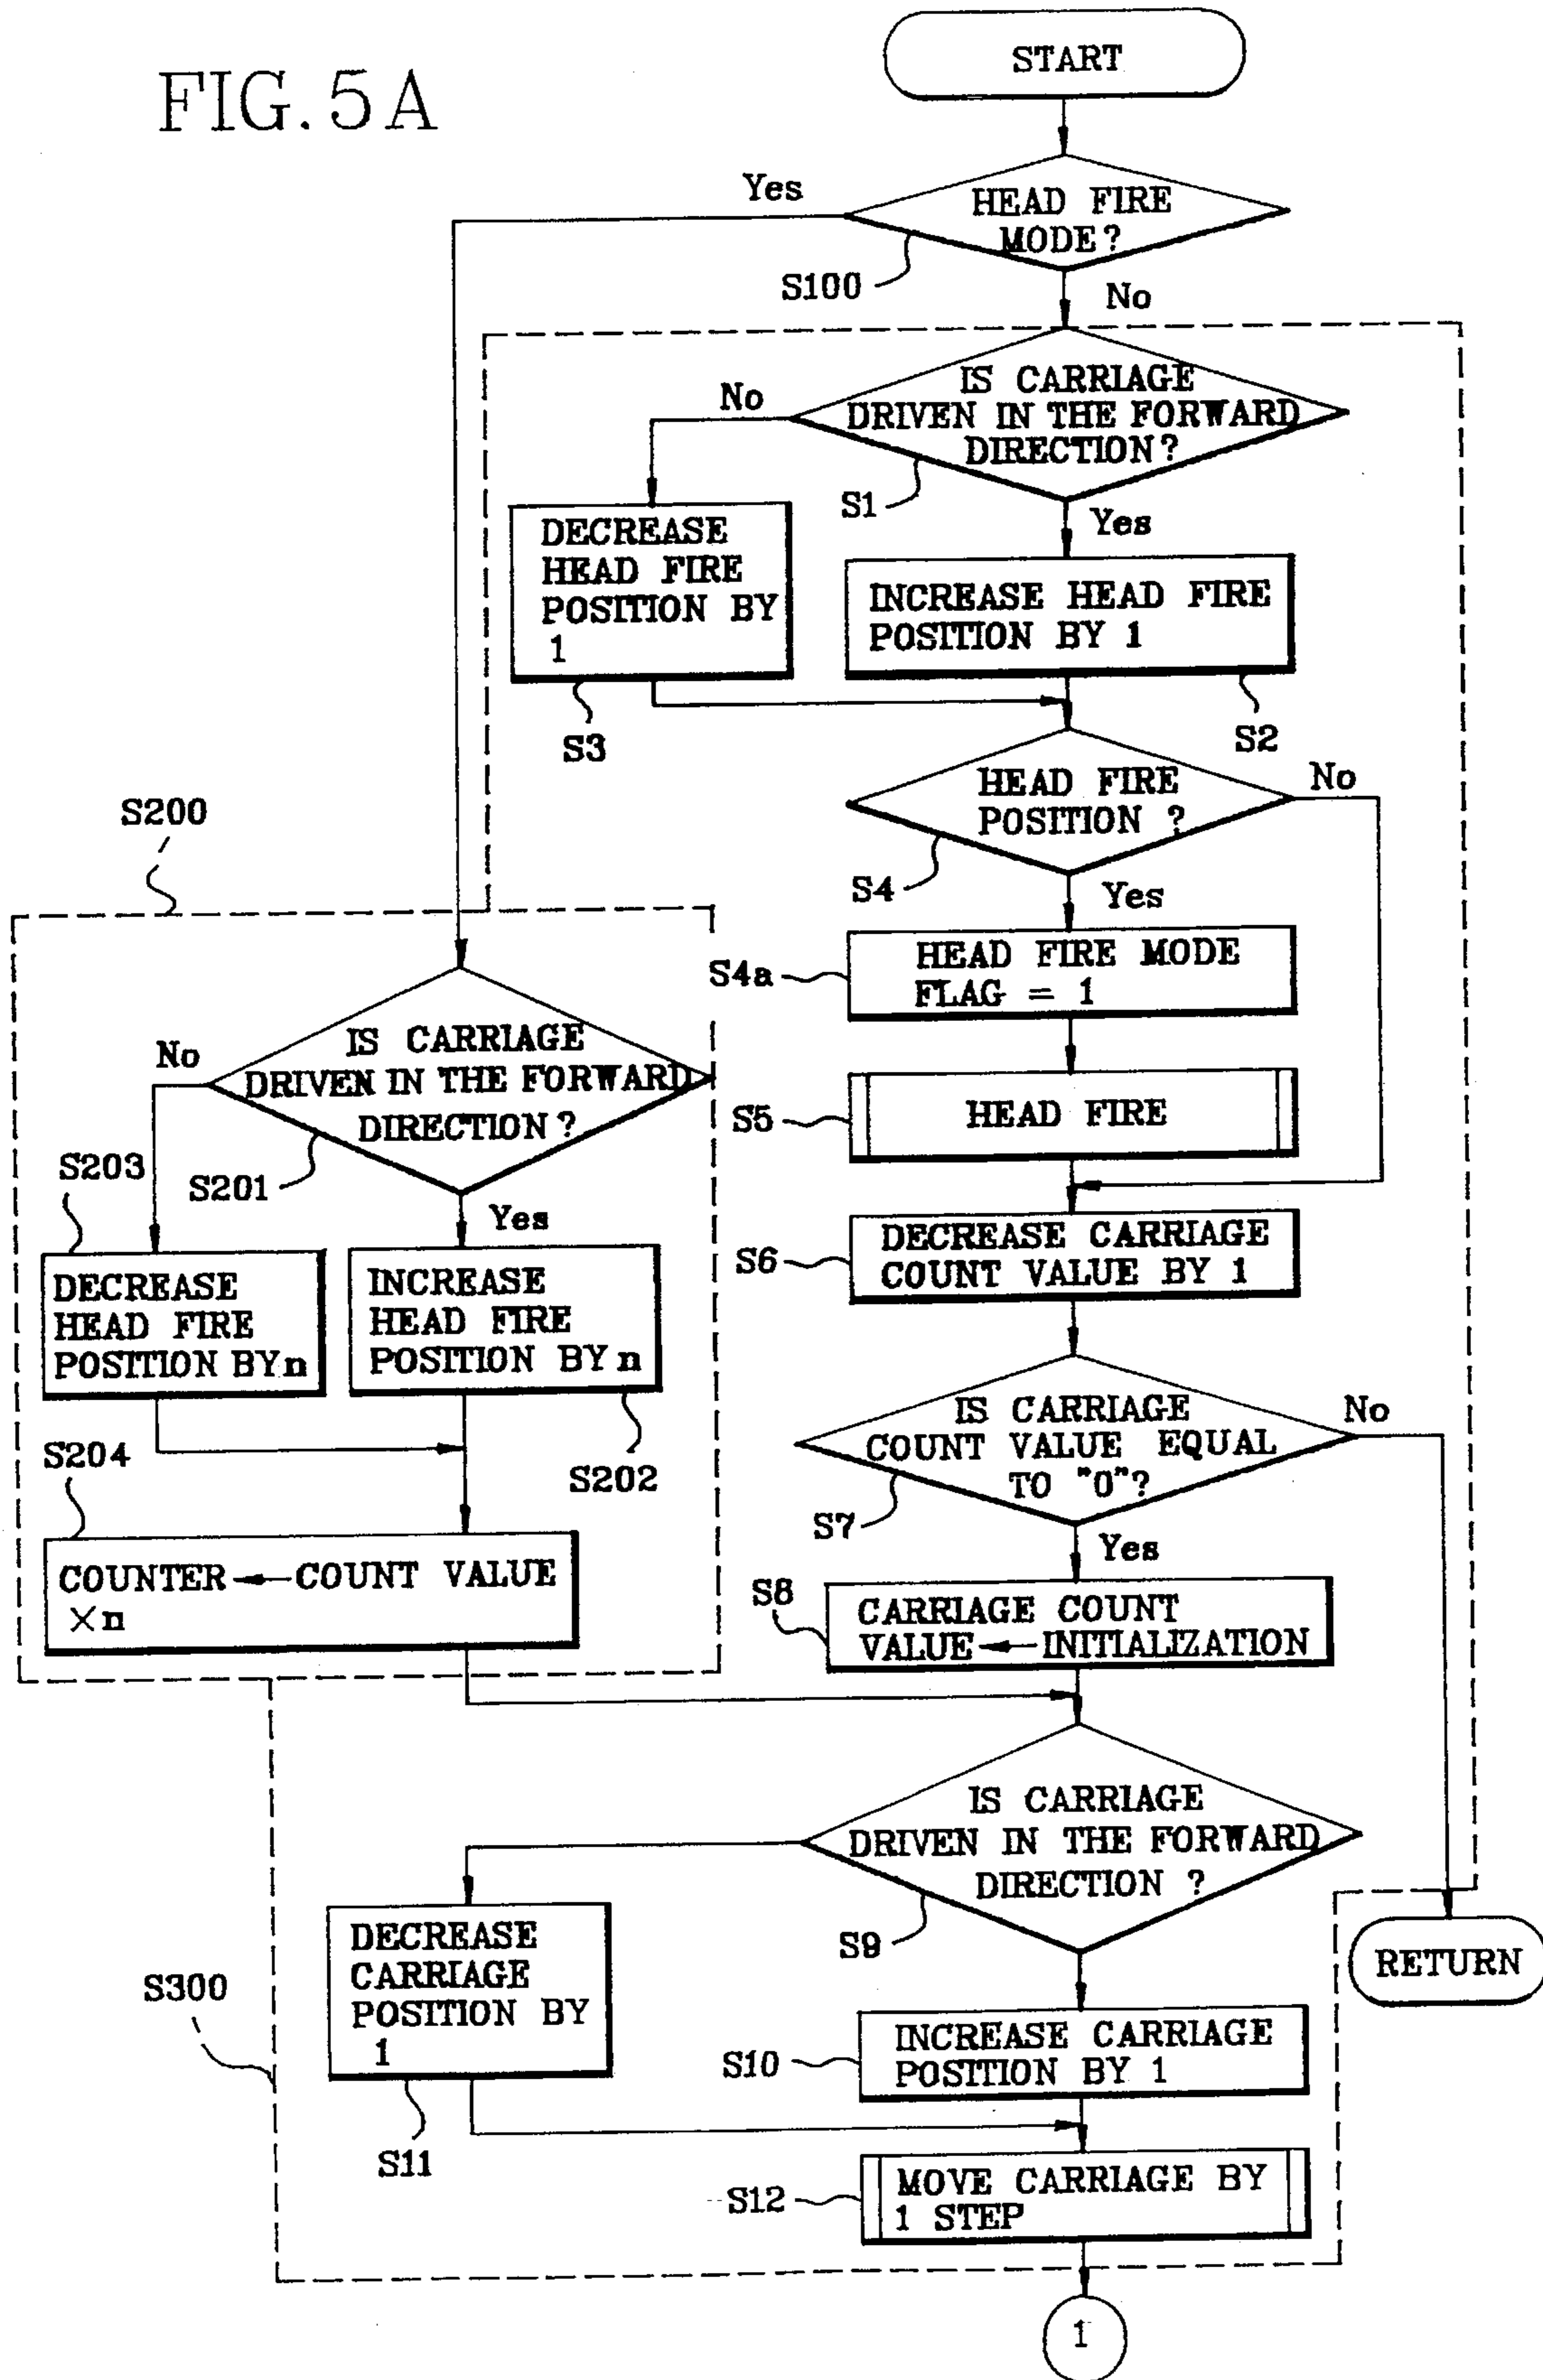 FIG. 5A
START
Yes
HEAD FIRE
MODE?
S100
No
IS CARRIAGE
DRIVEN IN THE FORWARD
DIRECTION?
No
S1
Yes
DECREASE
HEAD FIRE
POSITION BY
1
INCREASE HEAD FIRE
POSITION BY 1
S3
S2
HEAD FIRE
POSITION ?
No
S4
Yes
S200
HEAD FIRE MODE
FLAG = 1
S4a
IS CARRIAGE
DRIVEN IN THE FORWARD
DIRECTION?
No
S201
Yes
HEAD FIRE
S5
S203
DECREASE
HEAD FIRE
POSITION BY n
INCREASE
HEAD FIRE
POSITION BY n
S202
DECREASE CARRIAGE
COUNT VALUE BY 1
S6
S204
COUNTER ← COUNT VALUE
×n
IS CARRIAGE
COUNT VALUE EQUAL
TO "0"?
No
S7
Yes
S8
CARRIAGE COUNT
VALUE ← INITIALIZATION
IS CARRIAGE
DRIVEN IN THE FORWARD
DIRECTION ?
S9
RETURN
DECREASE
CARRIAGE
POSITION BY
1
S300
S11
INCREASE CARRIAGE
POSITION BY 1
S10
MOVE CARRIAGE BY
1 STEP
S12
1